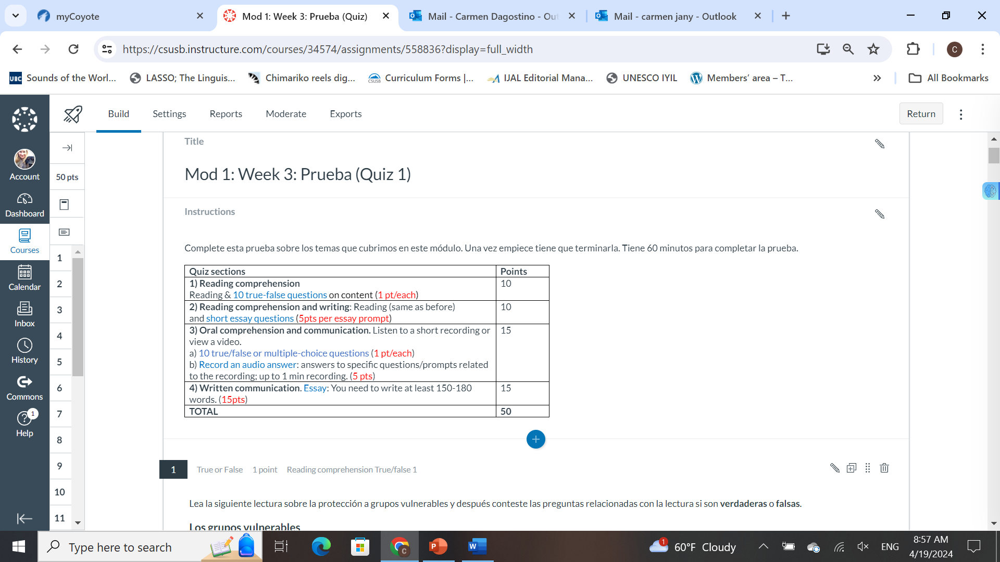 myCoyote
Mod 1: Week 3: Prueba (Quiz)
Mail - Carmen Dagostino - Ou
Mail - carmen jany - Outlook
https://csusb.instructure.com/courses/34574/assignments/558836?display=full_width
C
UBC Sounds of the Worl...
LASSO; The Linguis...
Chimariko reels dig...
CSUSB Curriculum Forms |...
IJAL Editorial Mana...
UNESCO IYIL
Members' area – T...
All Bookmarks
Build
Settings
Reports
Moderate
Exports
Return
Account
Dashboard
Courses
Calendar
Inbox
History
Commons
1
Help
50 pts
1
2
3
4
5
6
7
8
9
10
11
Title
Mod 1: Week 3: Prueba (Quiz 1)
Instructions
Complete esta prueba sobre los temas que cubrimos en este módulo. Una vez empiece tiene que terminarla. Tiene 60 minutos para completar la prueba.
Quiz sections Points
1) Reading comprehension 10
Reading & 10 true-false questions on content (1 pt/each)
2) Reading comprehension and writing: Reading (same as before) 10
and short essay questions (5pts per essay prompt)
3) Oral comprehension and communication. Listen to a short recording or 15
view a video.
a) 10 true/false or multiple-choice questions (1 pt/each)
b) Record an audio answer: answers to specific questions/prompts related
to the recording; up to 1 min recording. (5 pts)
4) Written communication. Essay: You need to write at least 150-180 15
words. (15pts)
TOTAL 50
1 True or False 1 point Reading comprehension True/false 1
Lea la siguiente lectura sobre la protección a grupos vulnerables y después conteste las preguntas relacionadas con la lectura si son verdaderas o falsas.
Los grupos vulnerables
Type here to search
C
P
W
1
60°F Cloudy
ENG
8:57 AM
4/19/2024